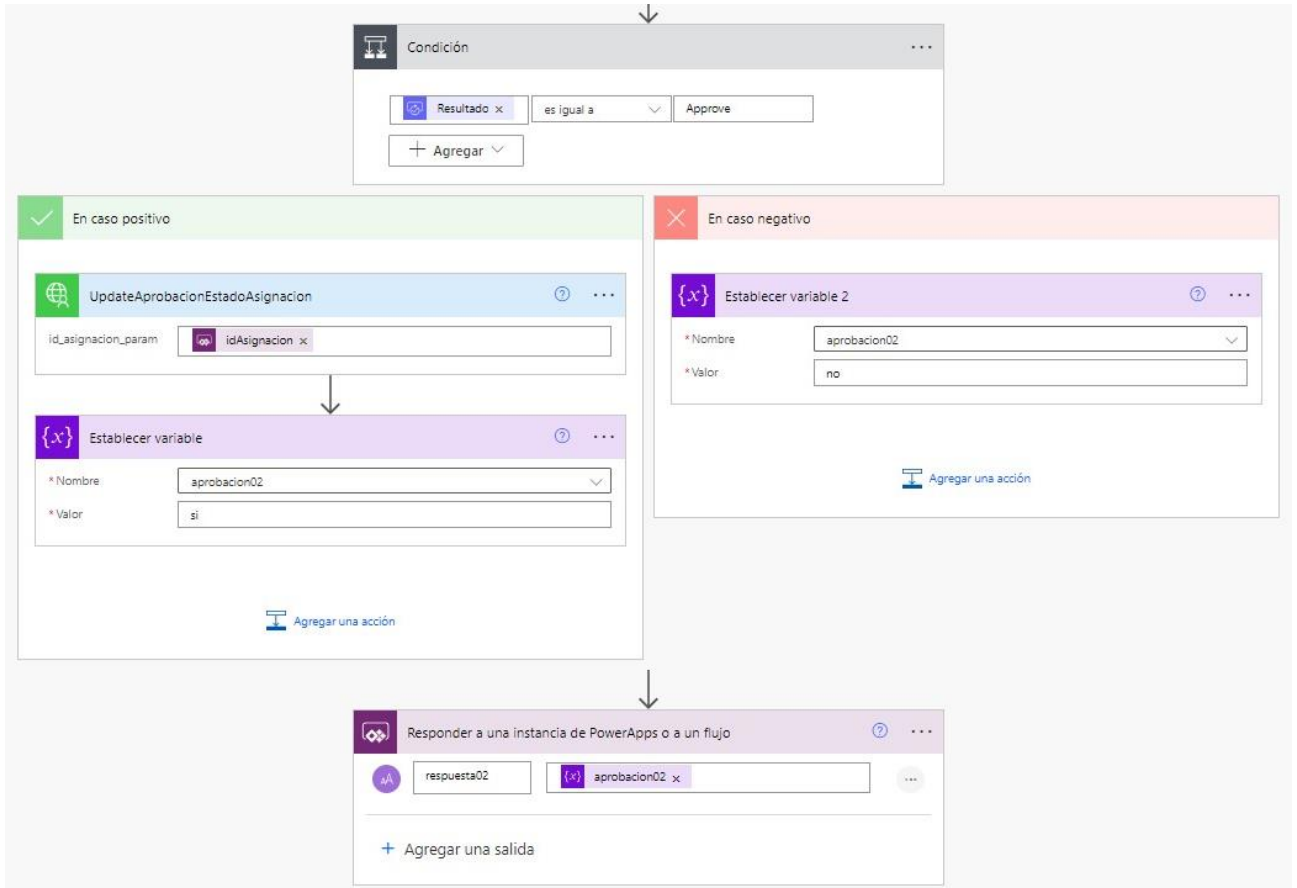 Condición
Resultado
es igual a
Approve
Agregar
En caso positivo
UpdateAprobacionEstadoAsignacion
id_asignacion_param
idAsignacion
{x} Establecer variable
*Nombre
aprobacion02
*Valor
si
Agregar una acción
En caso negativo
{x} Establecer variable 2
*Nombre
aprobacion02
*Valor
no
Agregar una acción
Responder a una instancia de PowerApps o a un flujo
AA respuesta02
{x} aprobacion02
+ Agregar una salida